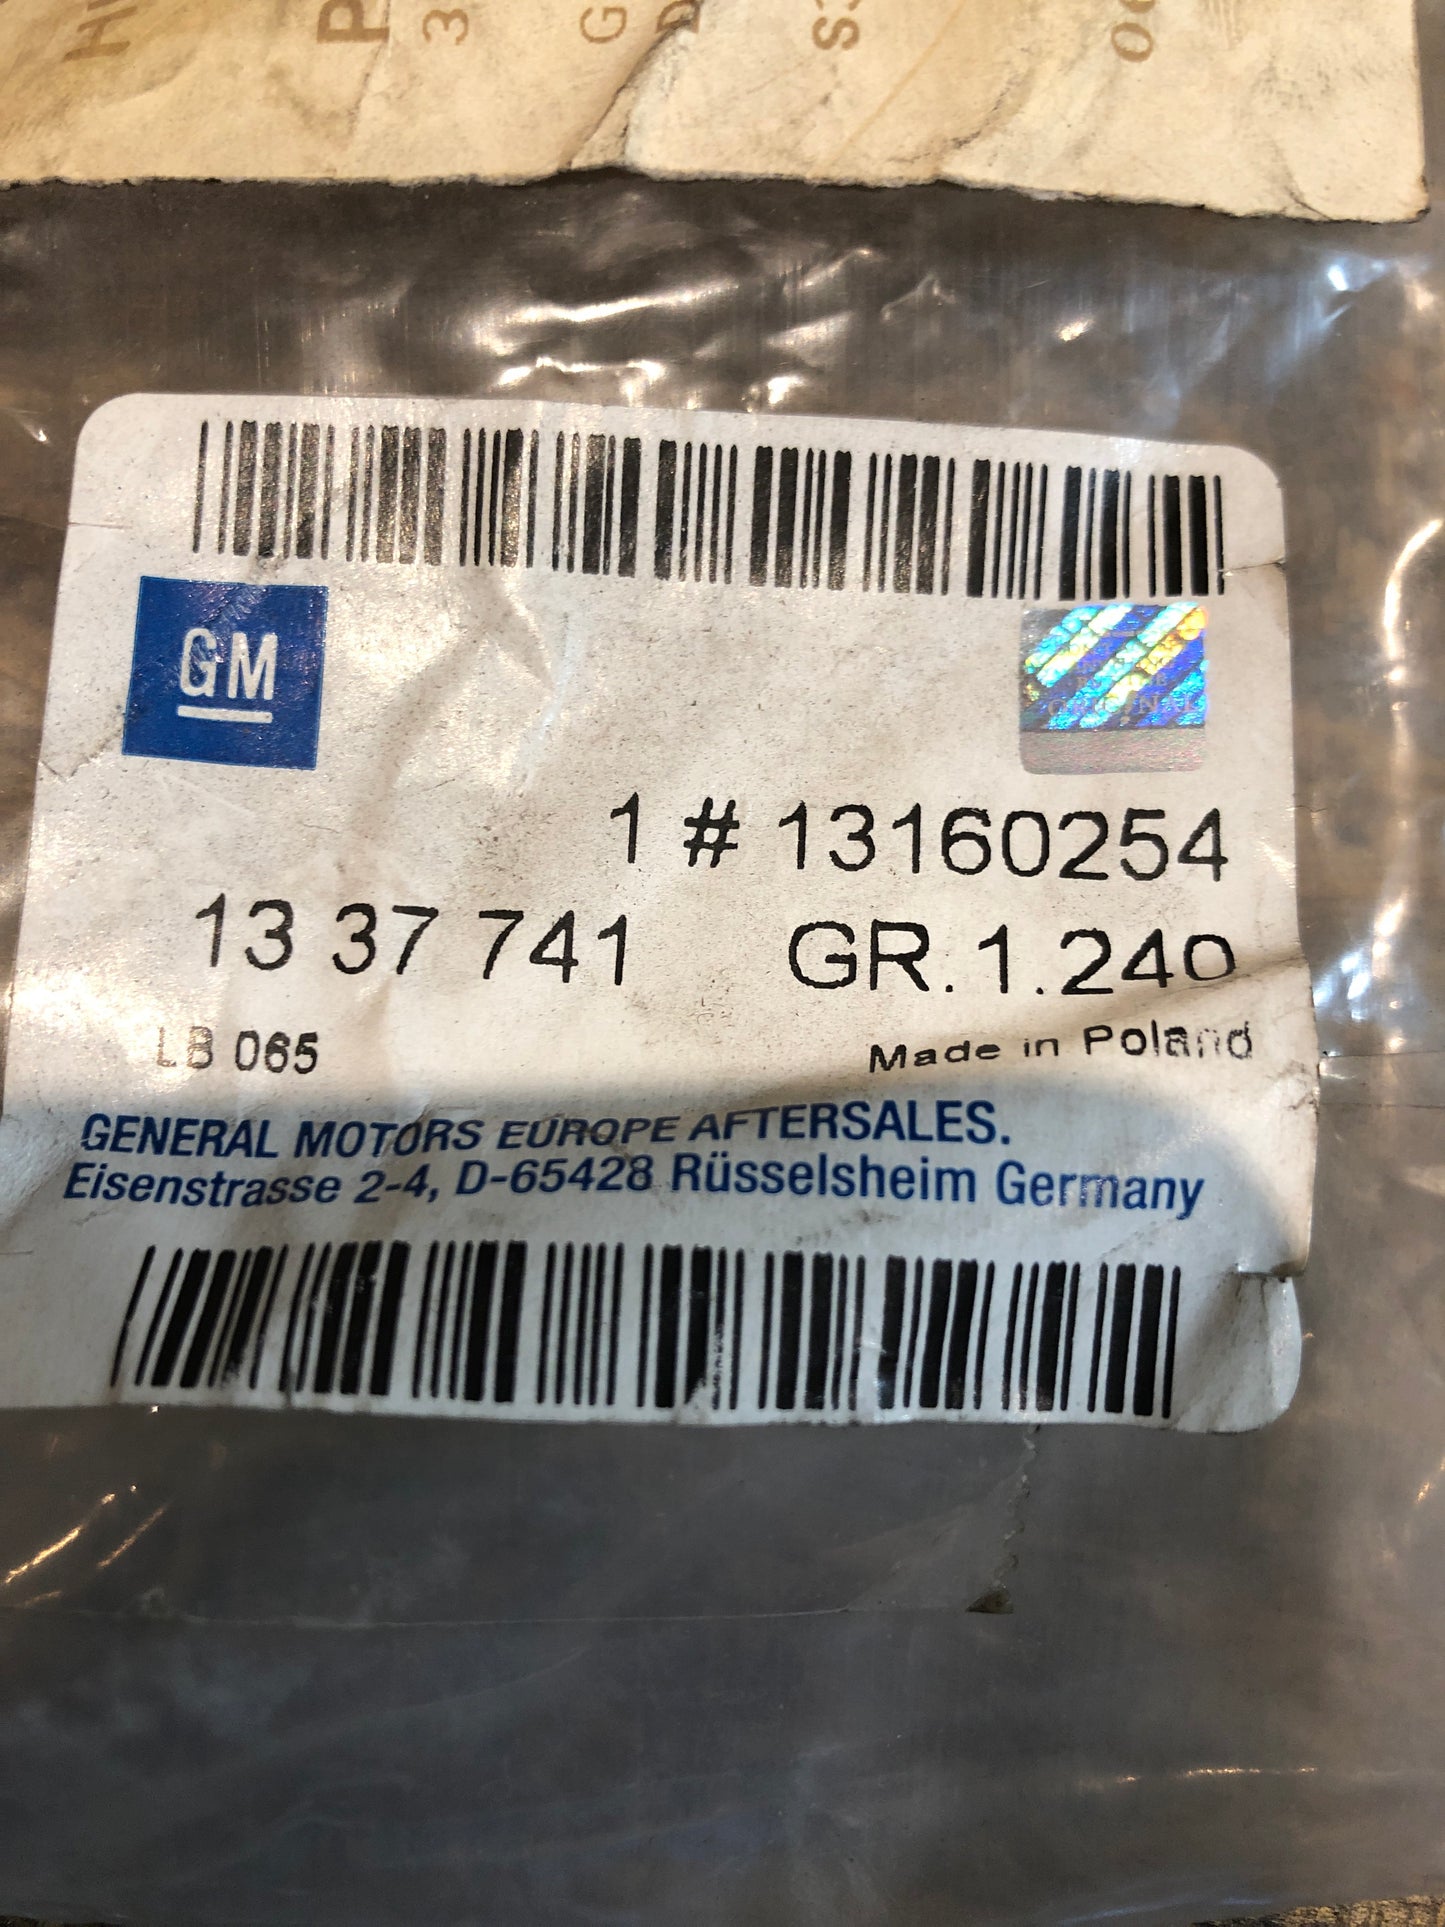 GM
ORIGINAL
1 # 13160254
13 37 741 GR. 1.240
LB 065 Made in Poland
GENERAL MOTORS EUROPE AFTERSALES.
Eisenstrasse 2-4, D-65428 Rüsselsheim Germany